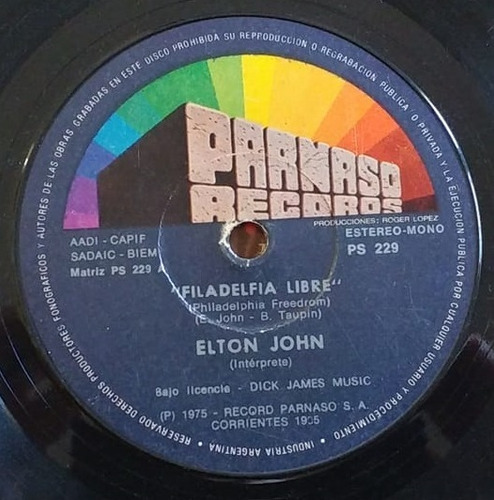 RESERVADO DERECHOS PRODUCTORES FONOGRAFICOS Y AUTORES DE LAS OBRAS GRABADAS EN ESTE DISCO PROHIBIDA SU REPRODUCCION O REGRABACION PUBLICA O PRIVADA Y LA EJECUCION PUBLICA POR CUALQUIER USUARIO Y PROCEDIMIENTO • INDUSTRIA ARGENTINA •
PARNASO
RECORDS
PRODUCCIONES: ROGER LOPEZ
AADI - CAPIF
SADAIC - BIEM
Matriz PS 229 A
ESTEREO-MONO
PS 229
"FILADELFIA LIBRE"
(Philadelphia Freedrom)
(E. John - B. Taupin)
ELTON JOHN
(Intérprete)
Bajo licencia - DICK JAMES MUSIC
(P) 1975 - RECORD PARNASO S. A.
CORRIENTES